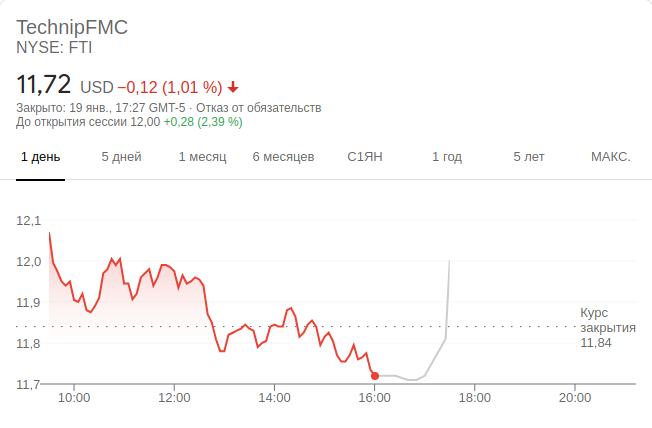 TechnipFMC
NYSE: FTI
11,72 USD −0,12 (1,01 %)
Закрыто: 19 янв., 17:27 GMT-5 · Отказ от обязательств
До открытия сессии 12,00 +0,28 (2,39 %)
1 день 5 дней 1 месяц 6 месяцев С1ЯН 1 год 5 лет МАКС.
12,1
12,0
11,9
Курс
закрытия
11,8 11,84
11,7
10:00 12:00 14:00 16:00 18:00 20:00